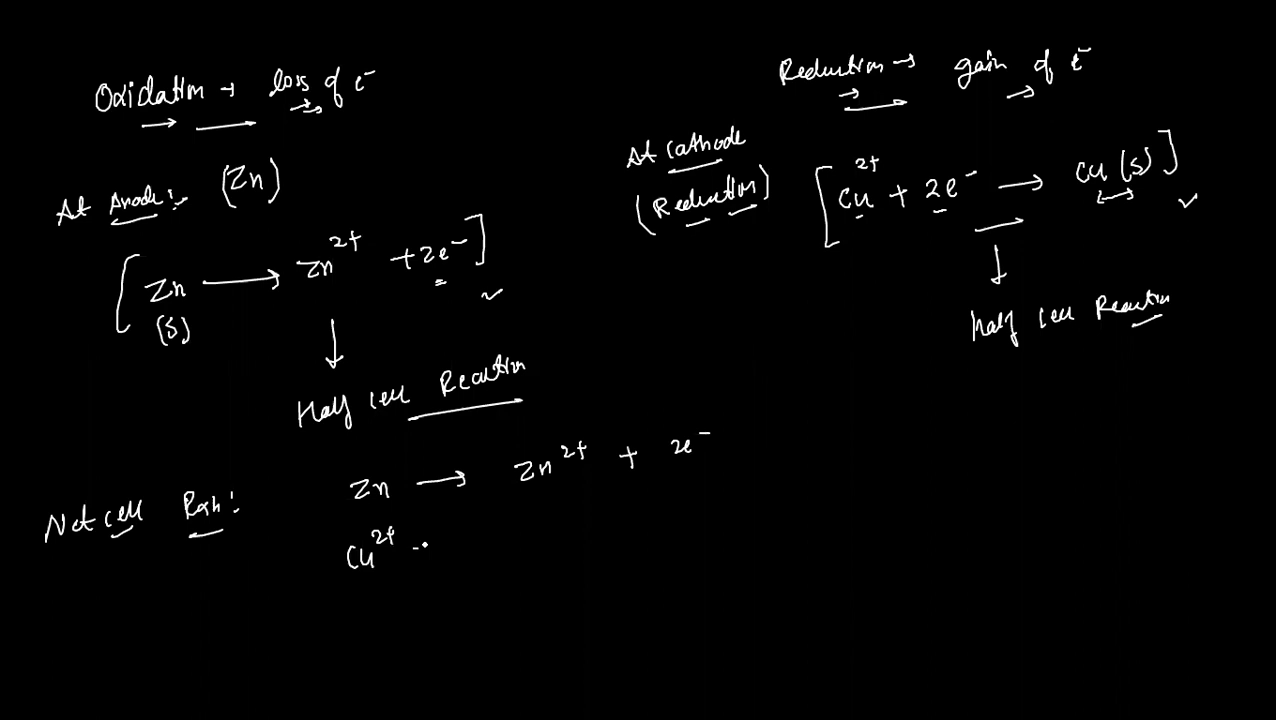 Oxidation → loss of e⁻
Reduction → gain of e⁻
At Anode :- (Zn)
[Zn (s) → Zn²⁺ + 2e⁻] ✓
↓
Half cell Reaction
At Cathode
(Reduction)
[Cu²⁺ + 2e⁻ → Cu (s)] ✓
↓
Half cell Reaction
Net cell Rxn :
Zn → Zn²⁺ + 2e⁻
Cu²⁺